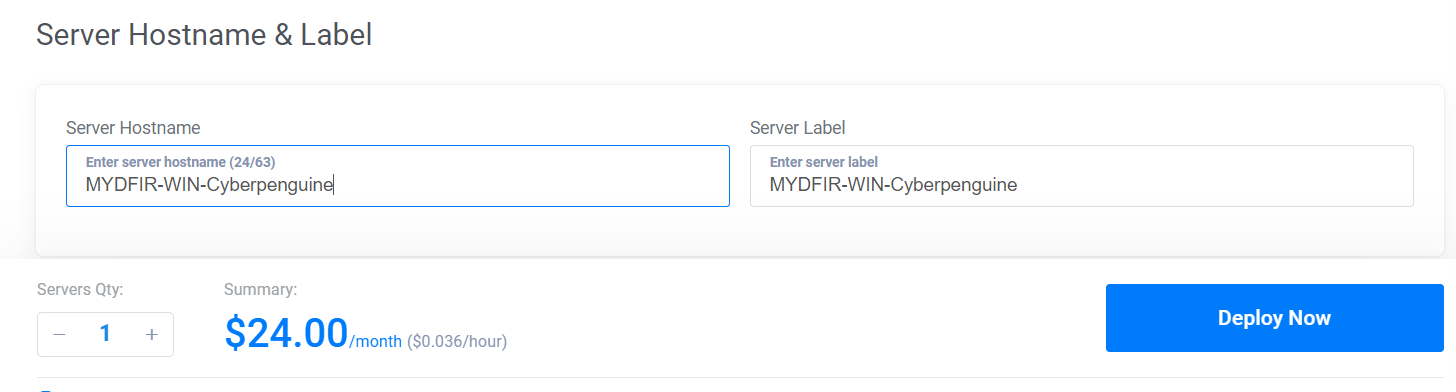 Server Hostname & Label
Server Hostname
Enter server hostname (24/63)
MYDFIR-WIN-Cyberpenguine
Server Label
Enter server label
MYDFIR-WIN-Cyberpenguine
Servers Qty:
− 1 +
Summary:
$24.00/month ($0.036/hour)
Deploy Now